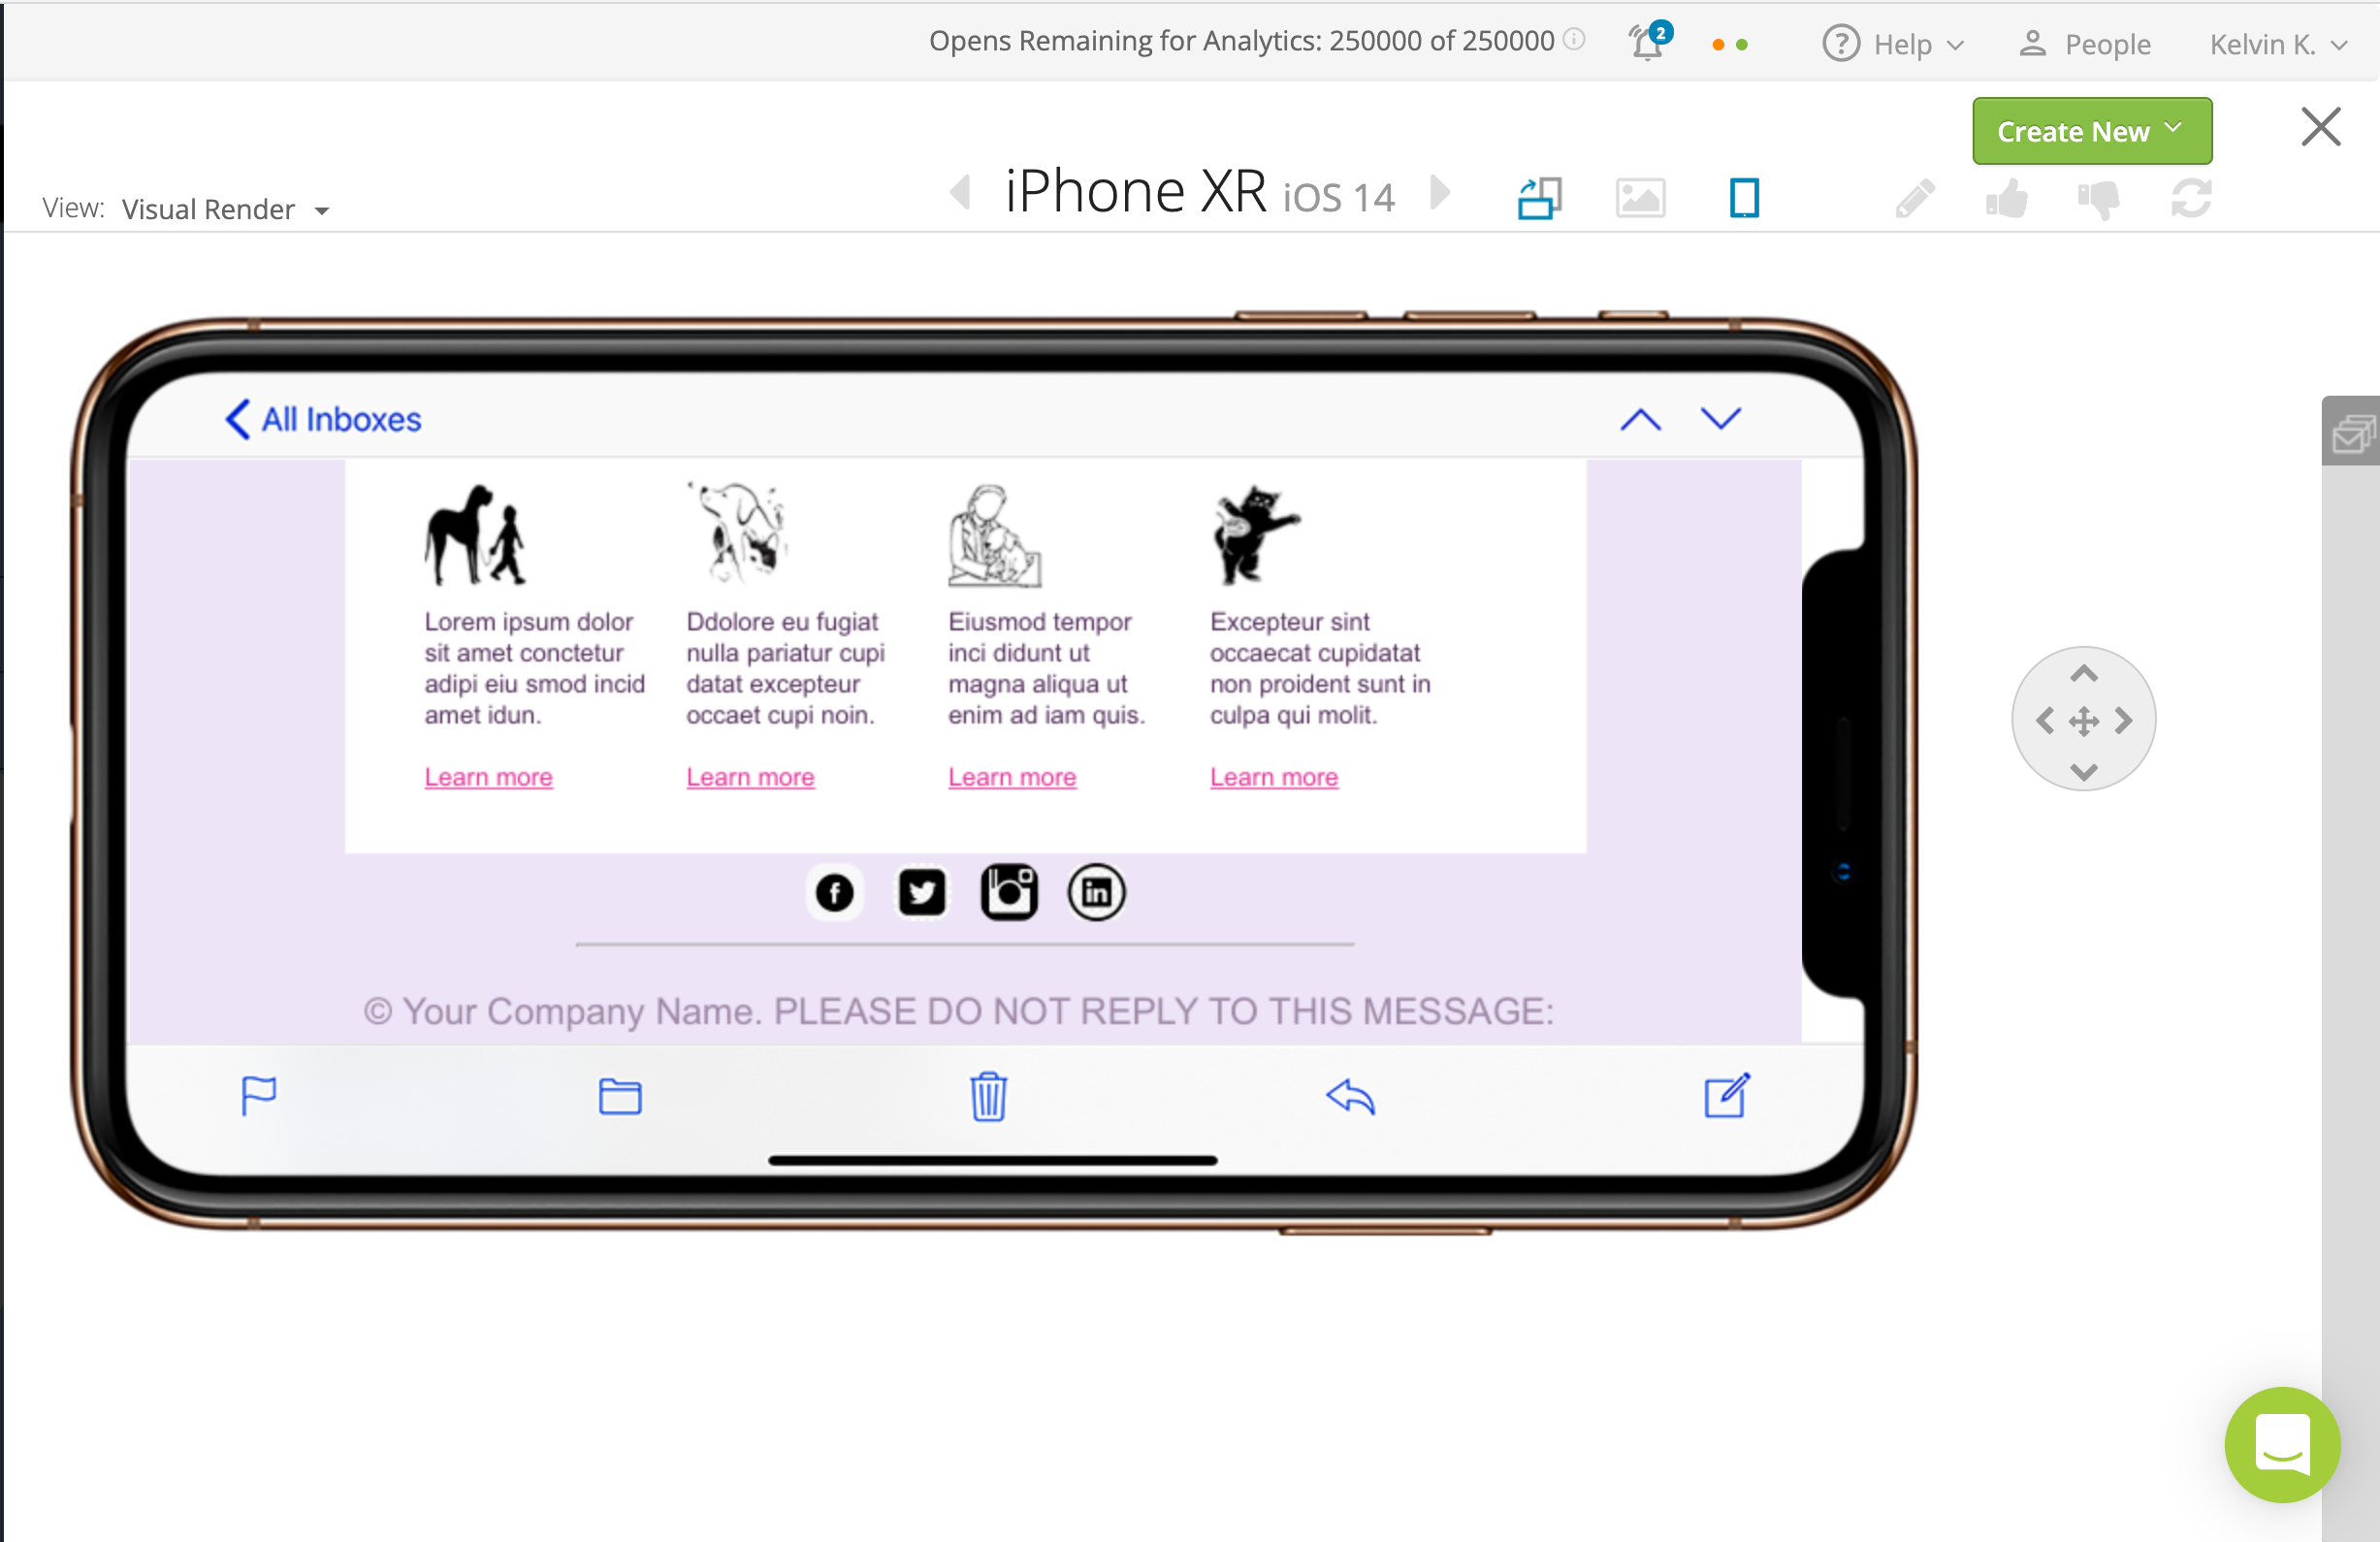 Opens Remaining for Analytics: 250000 of 250000
2
? Help
People
Kelvin K.
Create New
View: Visual Render
iPhone XR iOS 14
All Inboxes
Lorem ipsum dolor
sit amet conctetur
adipi eiu smod incid
amet idun.
Learn more
Ddolore eu fugiat
nulla pariatur cupi
datat excepteur
occaet cupi noin.
Learn more
Eiusmod tempor
inci didunt ut
magna aliqua ut
enim ad iam quis.
Learn more
Excepteur sint
occaecat cupidatat
non proident sunt in
culpa qui molit.
Learn more
f
in
© Your Company Name. PLEASE DO NOT REPLY TO THIS MESSAGE: